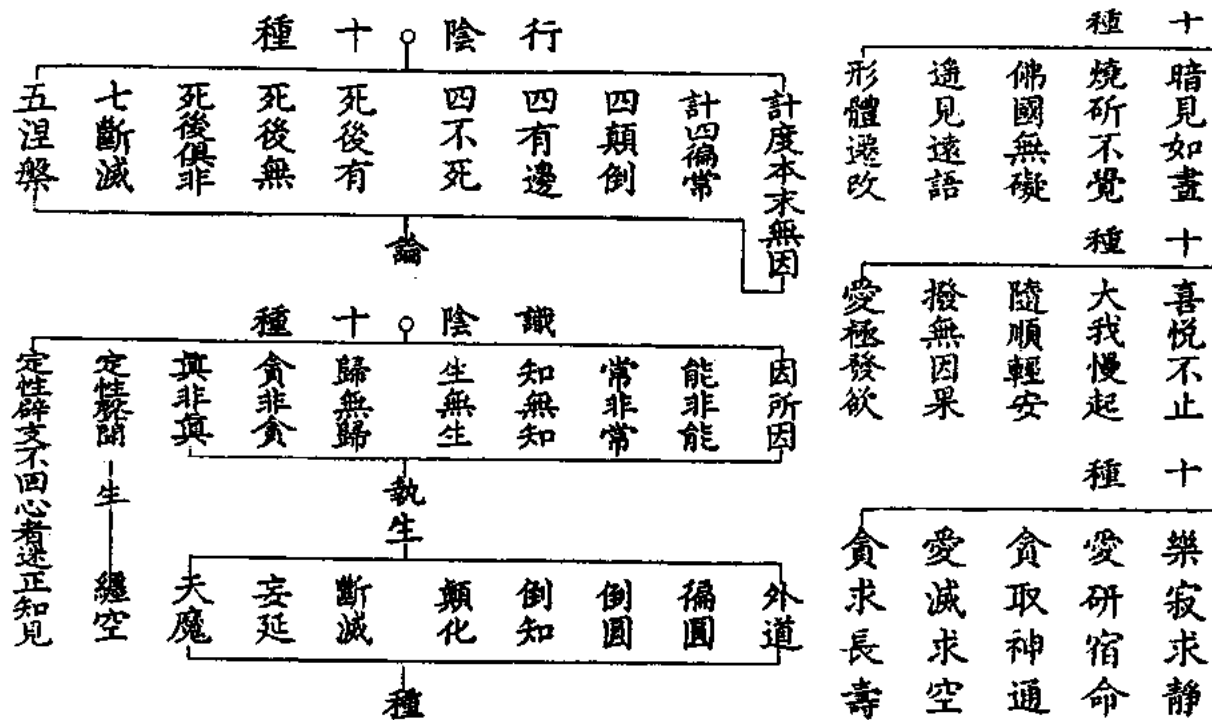 十種
暗見如晝
燒斫不覺
佛國無礙
遙見遠語
形體遷改
十種
喜悅不止
大我慢起
隨順輕安
撥無因果
愛極發欲
十種
樂寂求靜
愛研宿命
貪取神通
愛滅求空
貪求長壽
行陰十種
計度本末無因
計四徧常
四顛倒
四有邊
四不死
死後有
死後無
死後俱非
七斷滅
五涅槃
論
識陰十種
因所因
能非能
常非常
知無知
生無生
歸無歸
貪非貪
真非真
定性聲聞
生
纏空
定性辟支不回心者迷正知見
執生
外道
徧圓
倒圓
倒知
顛化
斷滅
妄延
天魔
種